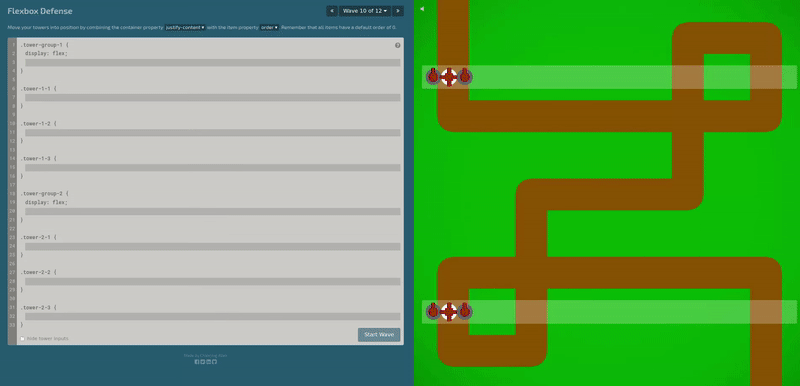 Flexbox Defense
◀ Wave 10 of 12 ▾ »
Move your towers into position by combining the container property justify-content ▾ with the item property order ▾. Remember that all items have a default order of 0.
1 .tower-group-1 {
2 display: flex;
3
4 }
5
6 .tower-1-1 {
7
8 }
9
10 .tower-1-2 {
11
12 }
13
14 .tower-1-3 {
15
16 }
17
18 .tower-group-2 {
19 display: flex;
20
21 }
22
23 .tower-2-1 {
24
25 }
26
27 .tower-2-2 {
28
29 }
30
31 .tower-2-3 {
32
33 }
Hide tower inputs
Start Wave